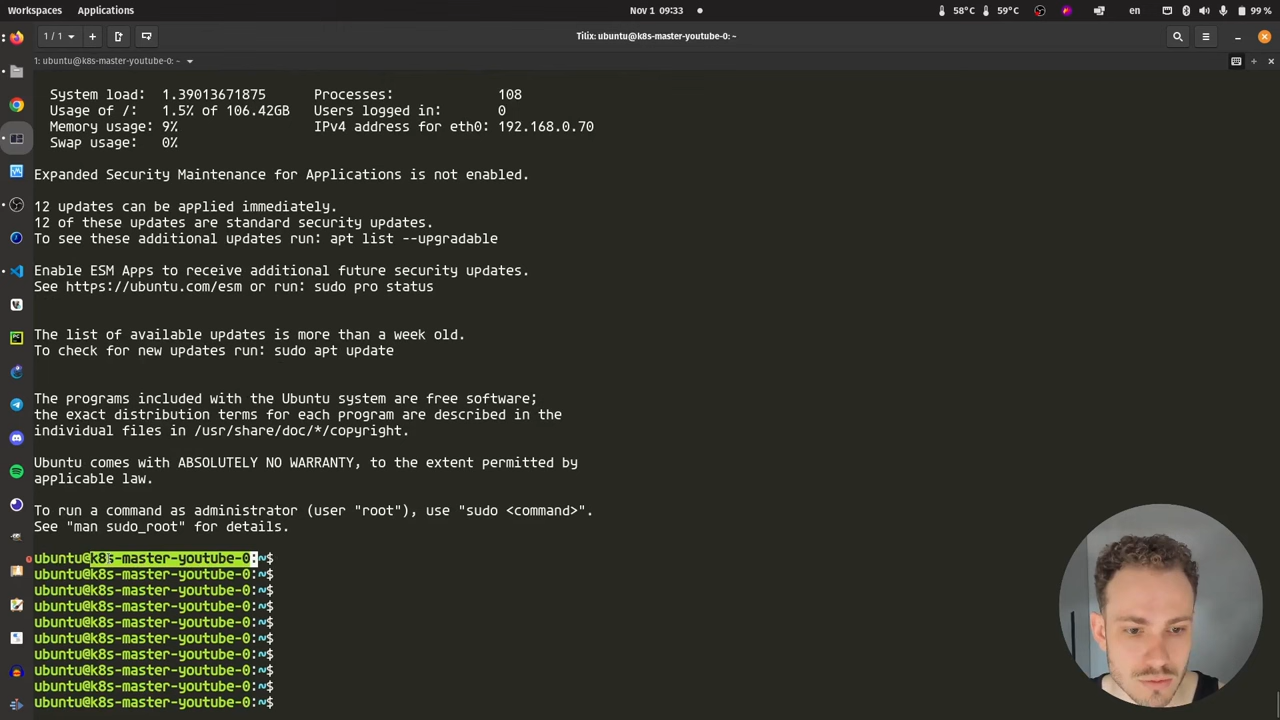 Workspaces Applications Nov 1 09:33 58°C 59°C en 99 %
1 / 1 Tilix: ubuntu@k8s-master-youtube-0: ~
1: ubuntu@k8s-master-youtube-0: ~
System load: 1.39013671875 Processes: 108
Usage of /: 1.5% of 106.42GB Users logged in: 0
Memory usage: 9% IPv4 address for eth0: 192.168.0.70
Swap usage: 0%
Expanded Security Maintenance for Applications is not enabled.
12 updates can be applied immediately.
12 of these updates are standard security updates.
To see these additional updates run: apt list --upgradable
Enable ESM Apps to receive additional future security updates.
See https://ubuntu.com/esm or run: sudo pro status
The list of available updates is more than a week old.
To check for new updates run: sudo apt update
The programs included with the Ubuntu system are free software;
the exact distribution terms for each program are described in the
individual files in /usr/share/doc/*/copyright.
Ubuntu comes with ABSOLUTELY NO WARRANTY, to the extent permitted by
applicable law.
To run a command as administrator (user "root"), use "sudo <command>".
See "man sudo_root" for details.
ubuntu@k8s-master-youtube-0:~$
ubuntu@k8s-master-youtube-0:~$
ubuntu@k8s-master-youtube-0:~$
ubuntu@k8s-master-youtube-0:~$
ubuntu@k8s-master-youtube-0:~$
ubuntu@k8s-master-youtube-0:~$
ubuntu@k8s-master-youtube-0:~$
ubuntu@k8s-master-youtube-0:~$
ubuntu@k8s-master-youtube-0:~$
ubuntu@k8s-master-youtube-0:~$